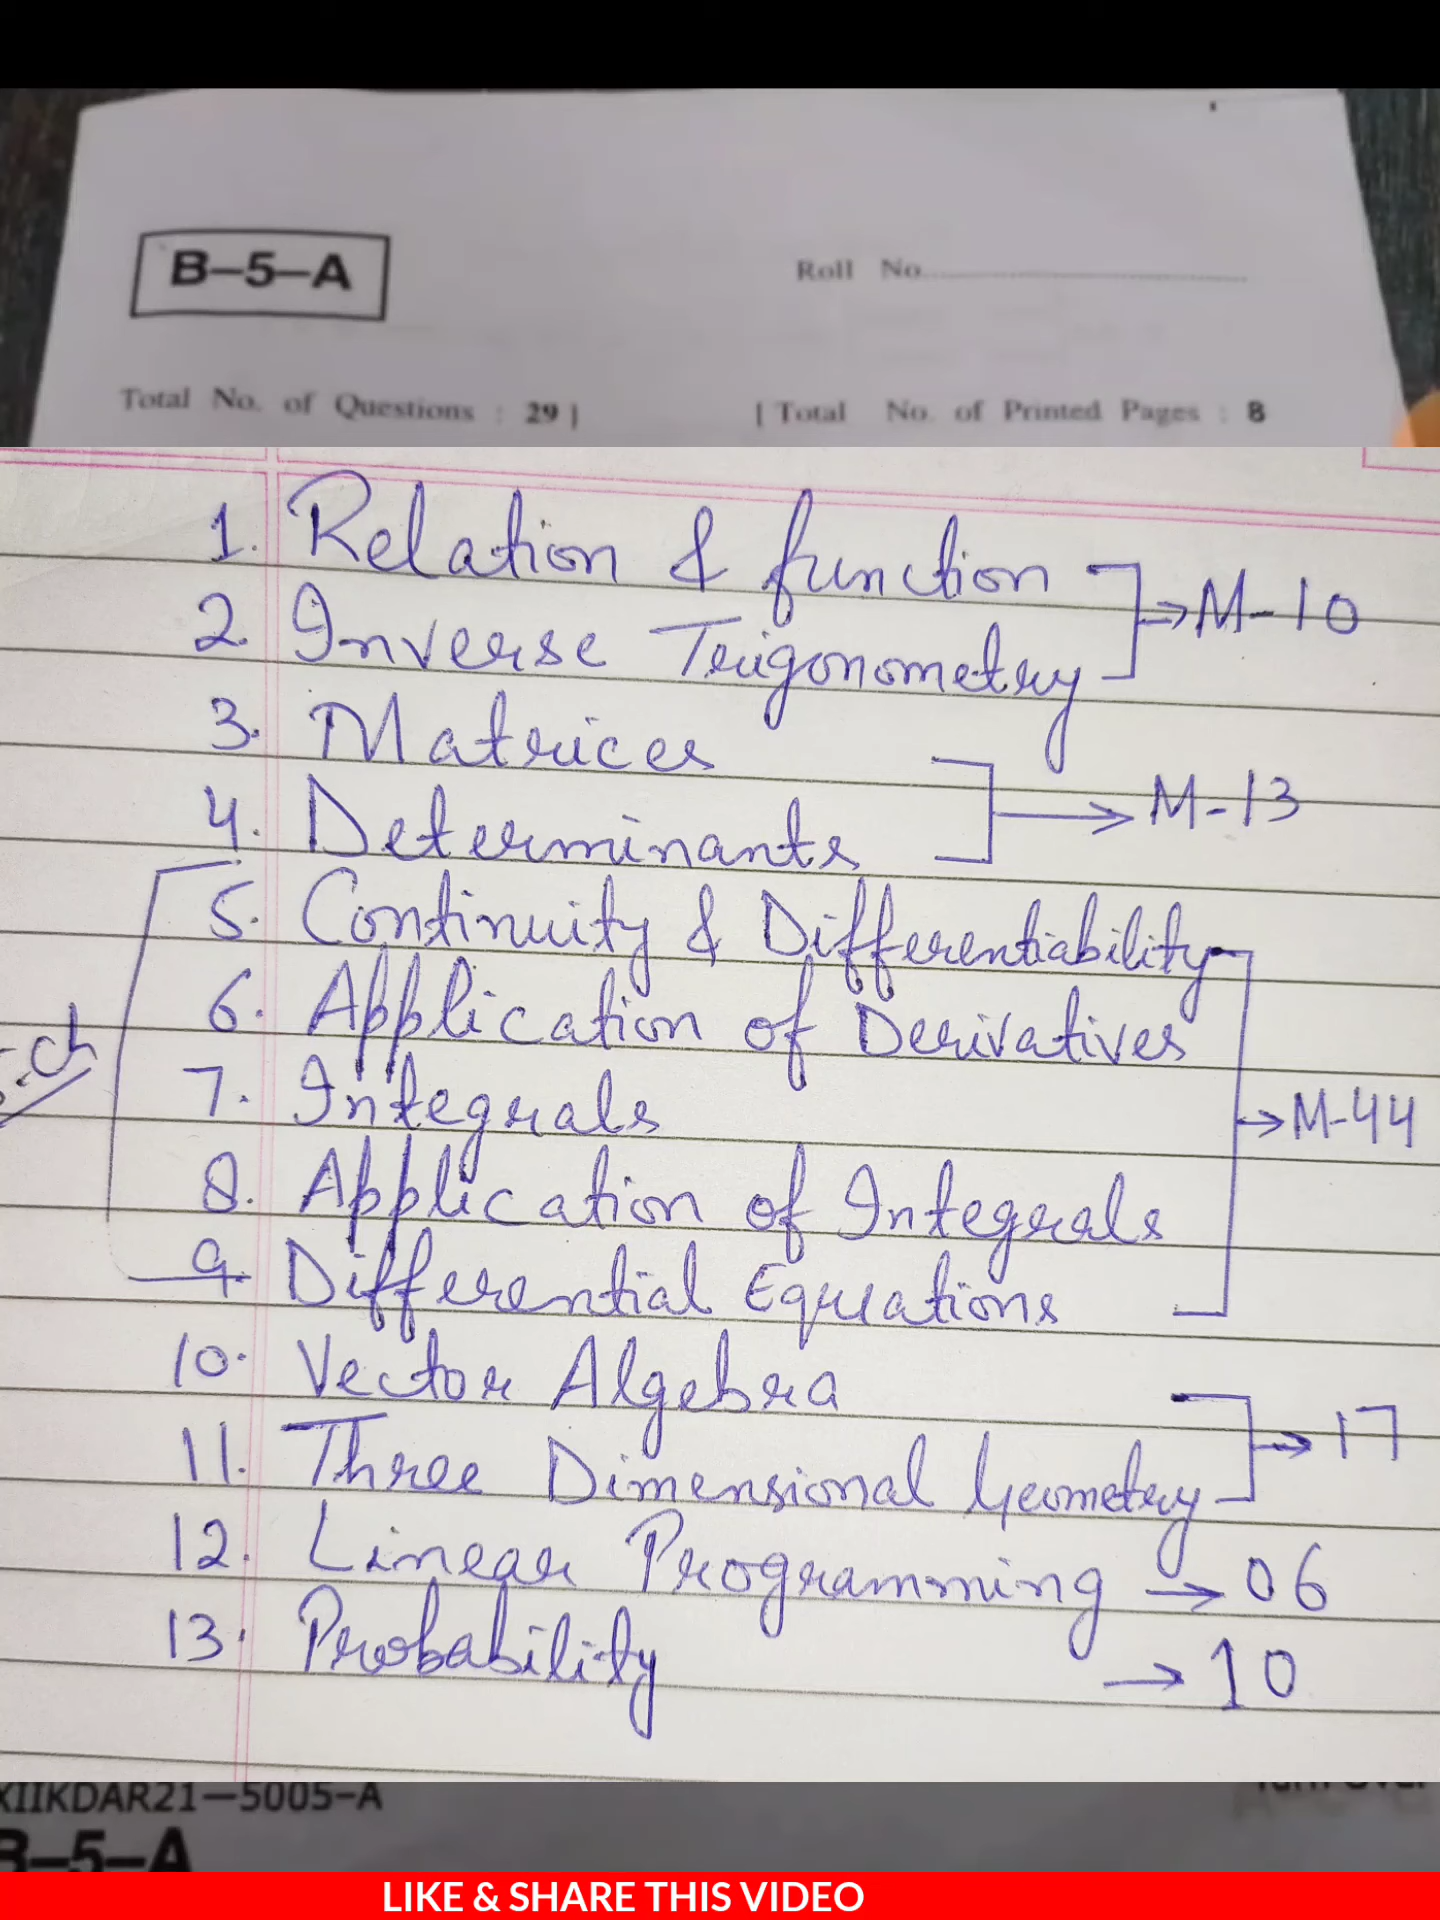 B–5–A
Roll No.
Total No. of Questions : 29 ]
[ Total No. of Printed Pages : 8
1. Relation & function
2. Inverse Trigonometry
→ M-10
3. Matrices
4. Determinants
→ M-13
5. Continuity & Differentiability
6. Application of Derivatives
7. Integrals
8. Application of Integrals
9. Differential Equations
-ch
→ M-44
10. Vector Algebra
11. Three Dimensional Geometry
→ 17
12. Linear Programming → 06
13. Probability → 10
XIIKDAR21—5005—A
B–5–A
LIKE & SHARE THIS VIDEO